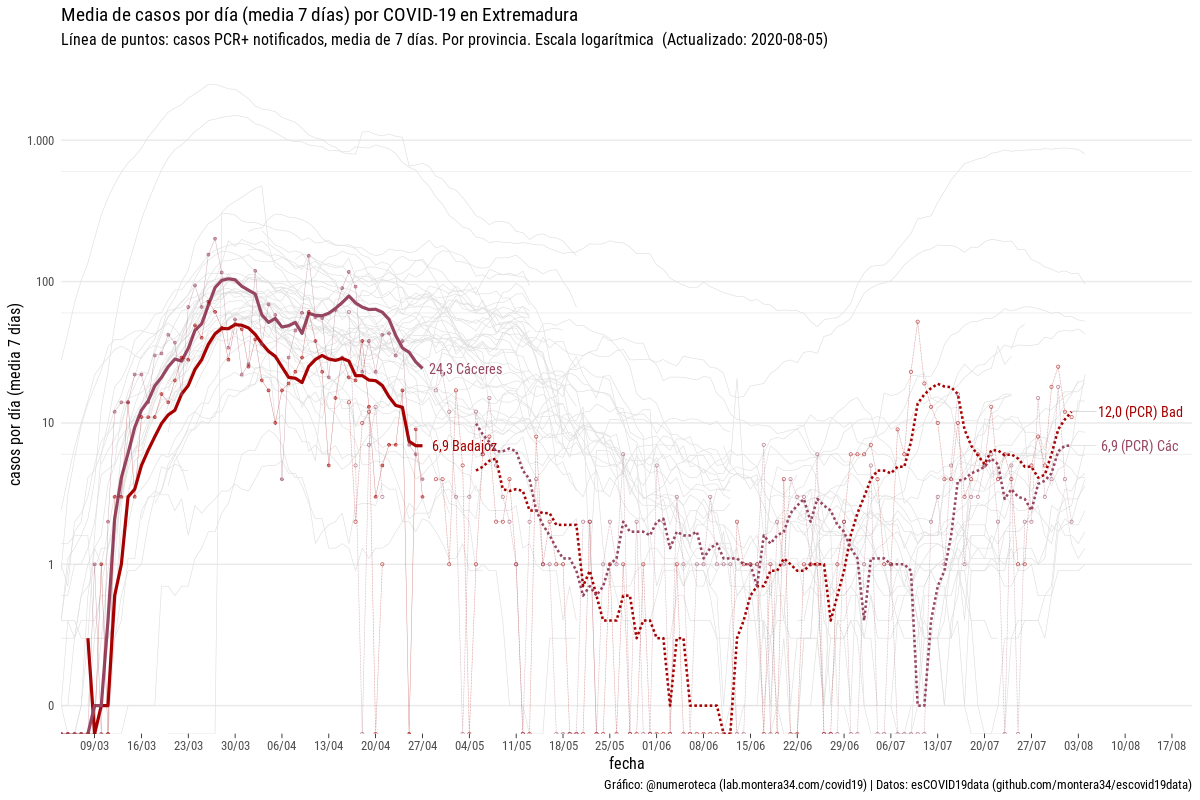 Media de casos por día (media 7 días) por COVID-19 en Extremadura
Línea de puntos: casos PCR+ notificados, media de 7 días. Por provincia. Escala logarítmica  (Actualizado: 2020-08-05)
casos por día (media 7 días)
1.000
100
10
1
0
24,3 Cáceres
6,9 Badajoz
12,0 (PCR) Bad
6,9 (PCR) Các
09/03 16/03 23/03 30/03 06/04 13/04 20/04 27/04 04/05 11/05 18/05 25/05 01/06 08/06 15/06 22/06 29/06 06/07 13/07 20/07 27/07 03/08 10/08 17/08
fecha
Gráfico: @numeroteca (lab.montera34.com/covid19) | Datos: esCOVID19data (github.com/montera34/escovid19data)